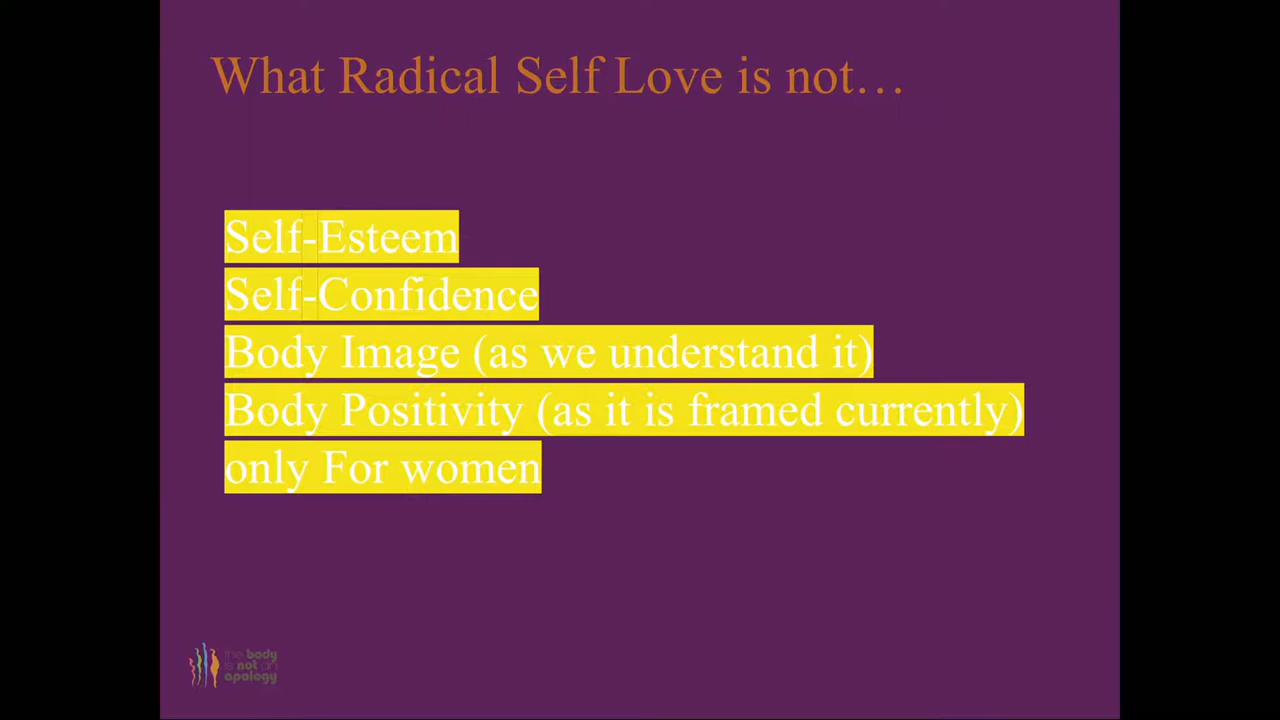 What Radical Self Love is not…
Self-Esteem
Self-Confidence
Body Image (as we understand it)
Body Positivity (as it is framed currently)
only For women
the body
is not an
apology